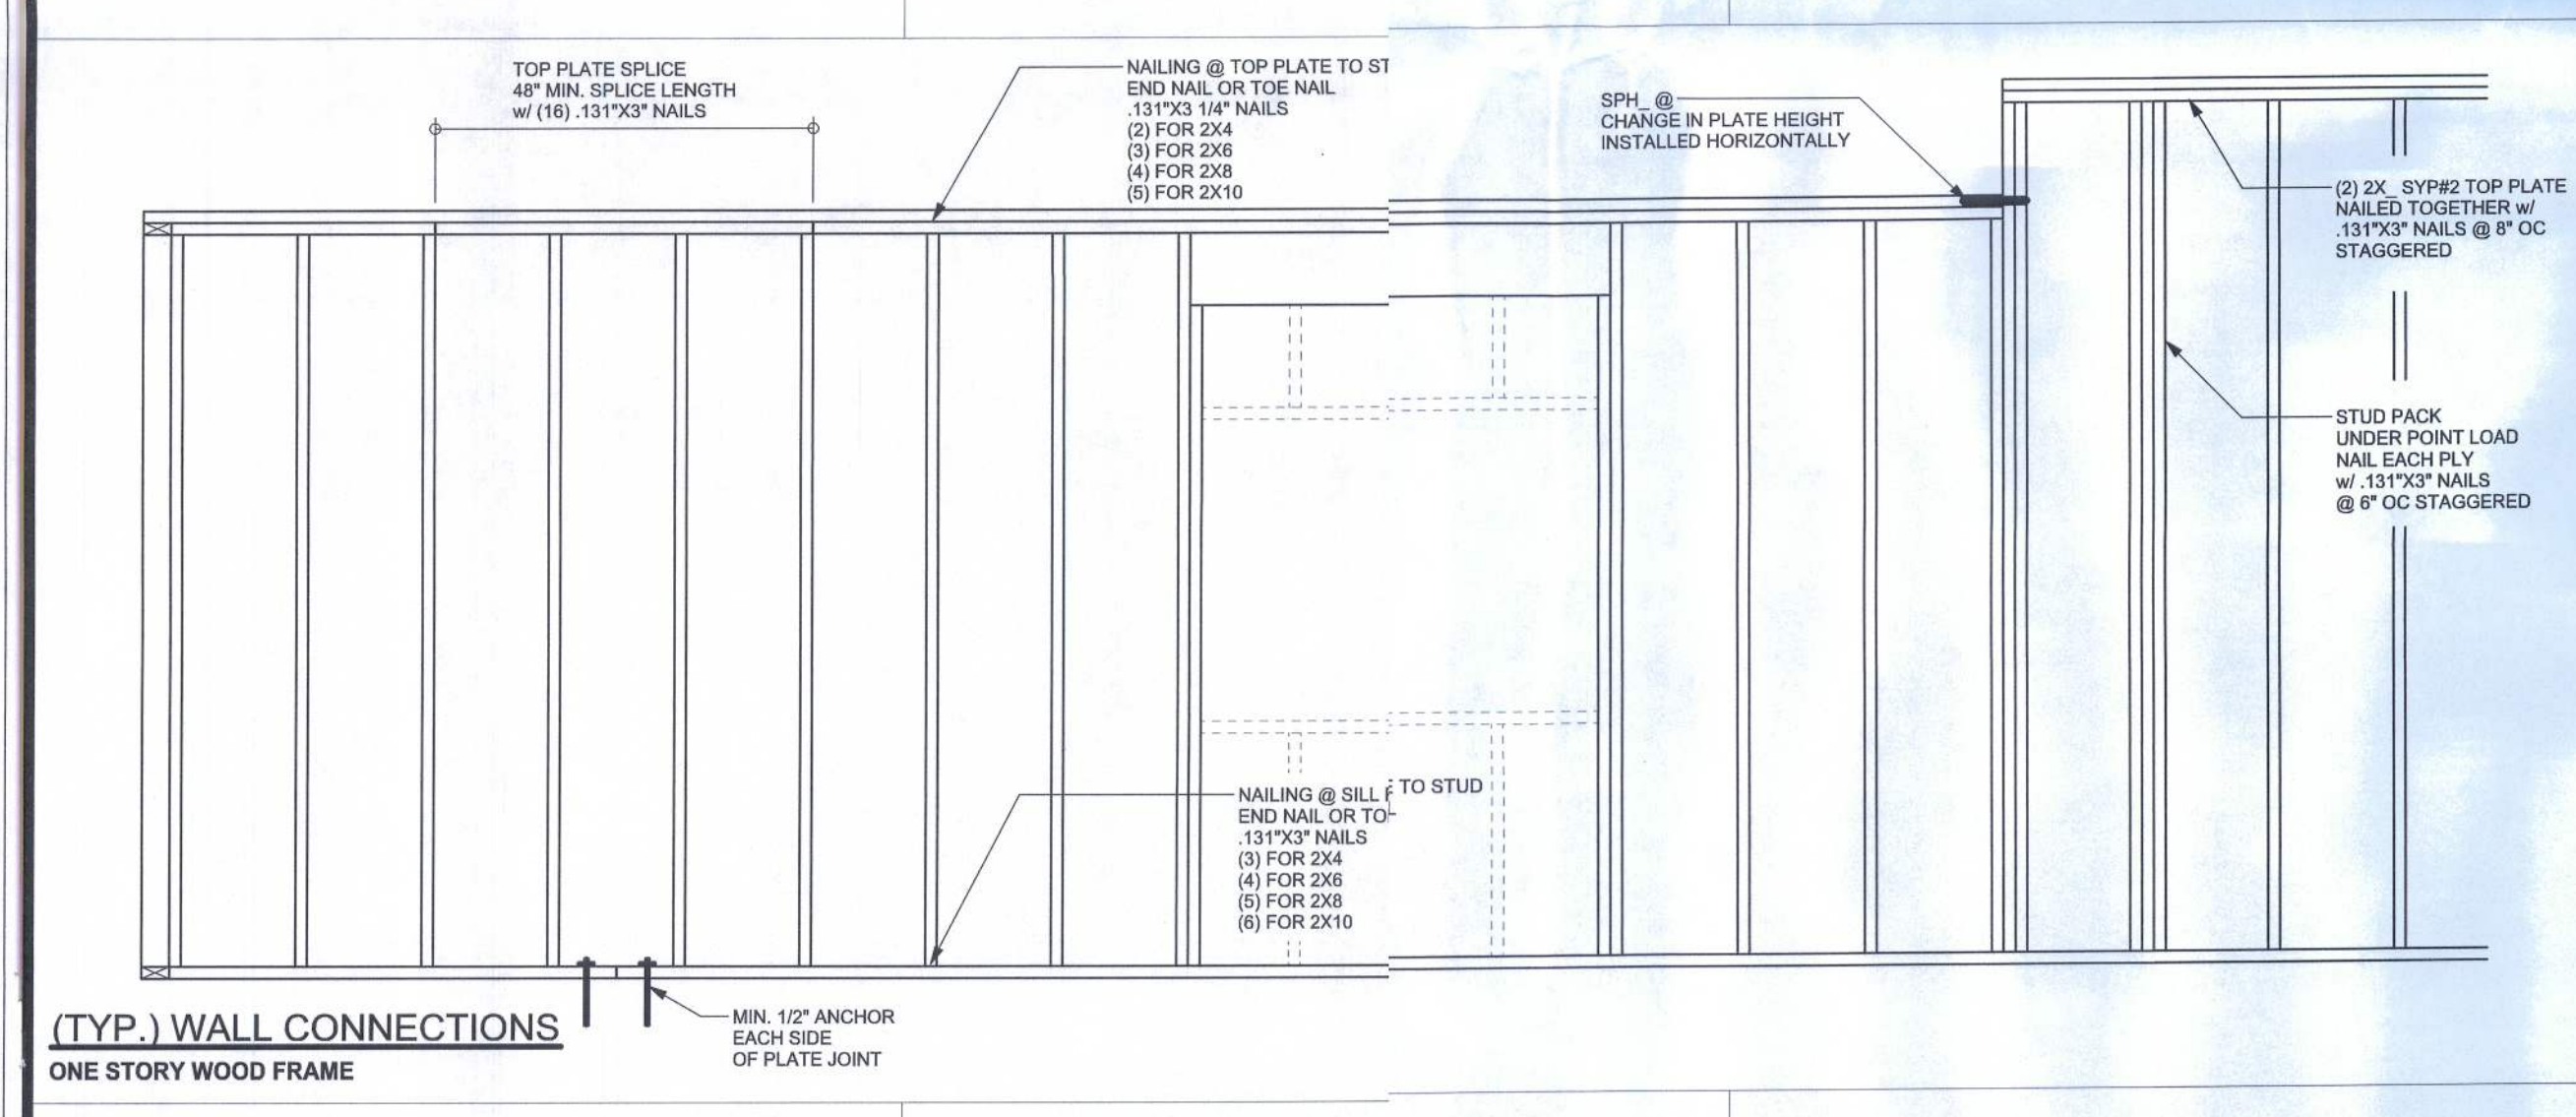 TOP PLATE SPLICE
48" MIN. SPLICE LENGTH
w/ (16) .131"X3" NAILS
NAILING @ TOP PLATE TO
END NAIL OR TOE NAIL
.131"X3 1/4" NAILS
(2) FOR 2X4
(3) FOR 2X6
(4) FOR 2X8
(5) FOR 2X10
SPH_ @
CHANGE IN PLATE HEIGHT
INSTALLED HORIZONTALLY
(2) 2X_ SYP#2 TOP PLATE
NAILED TOGETHER w/
.131"X3" NAILS @ 8" OC
STAGGERED
STUD PACK
UNDER POINT LOAD
NAIL EACH PLY
w/ .131"X3" NAILS
@ 6" OC STAGGERED
NAILING @ SILL TO STUD
END NAIL OR
.131"X3" NAILS
(3) FOR 2X4
(4) FOR 2X6
(5) FOR 2X8
(6) FOR 2X10
MIN. 1/2" ANCHOR
EACH SIDE
OF PLATE JOINT
(TYP.) WALL CONNECTIONS
ONE STORY WOOD FRAME